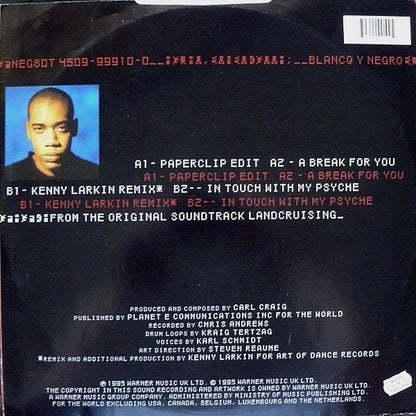 NEG80T 4509-99910-0 BLANCO Y NEGRO
A1- PAPERCLIP EDIT A2 - A BREAK FOR YOU
A1- PAPERCLIP EDIT A2 - A BREAK FOR YOU
B1- KENNY LARKIN REMIX* B2-- IN TOUCH WITH MY PSYCHE
B1- KENNY LARKIN REMIX* B2-- IN TOUCH WITH MY PSYCHE
FROM THE ORIGINAL SOUNDTRACK LANDCRUISING_
PRODUCED AND COMPOSED BY CARL CRAIG
PUBLISHED BY PLANET E COMMUNICATIONS INC FOR THE WORLD
RECORDED BY CHRIS ANDREWS
DRUM LOOPS BY KRAIG TERTZAG
VOICES BY KARL SCHMIDT
ART DIRECTION BY STEVEN REAUME
*REMIX AND ADDITIONAL PRODUCTION BY KENNY LARKIN FOR ART OF DANCE RECORDS
℗ 1995 WARNER MUSIC UK LTD. © 1995 WARNER MUSIC UK LTD.
THE COPYRIGHT IN THIS SOUND RECORDING AND ARTWORK IS OWNED BY WARNER MUSIC UK LTD.
A WARNER MUSIC GROUP COMPANY. ADMINISTERED BY MINISTRY OF MUSIC PUBLISHING LTD.
FOR THE WORLD EXCLUDING USA, CANADA, BELGIUM, LUXEMBOURG AND THE NETHERLANDS.